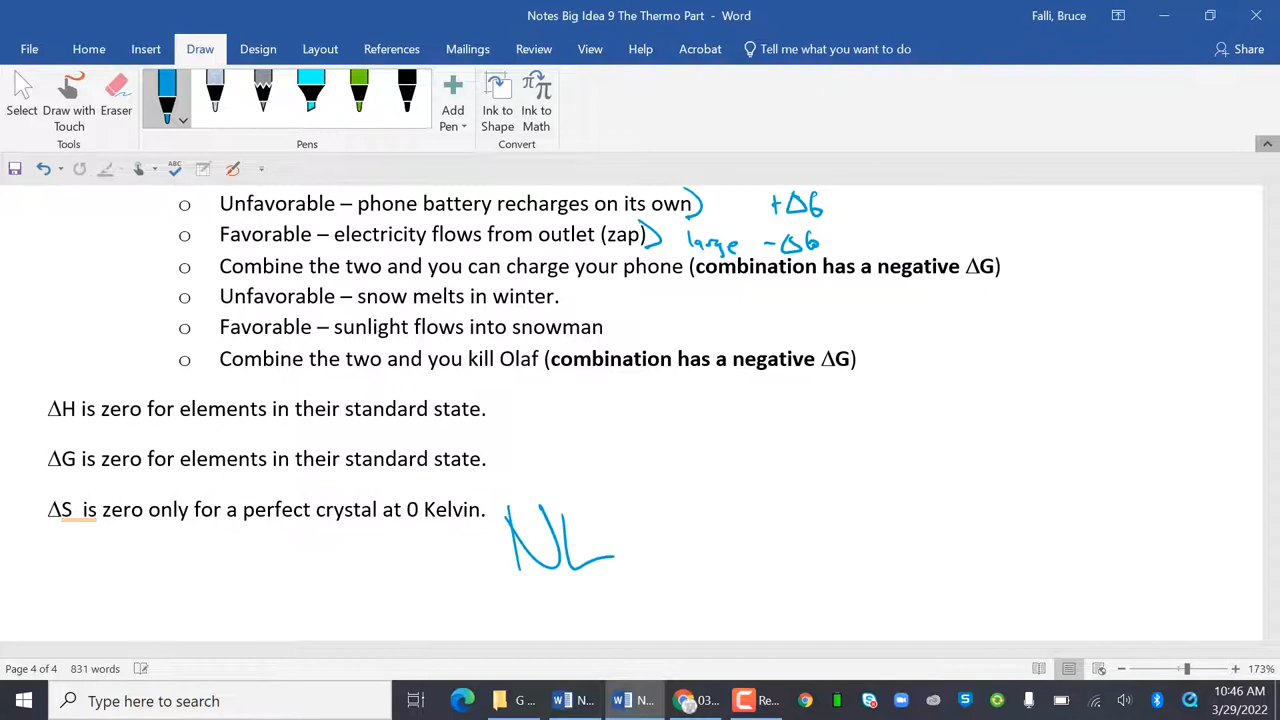 Notes Big Idea 9 The Thermo Part - Word
Falli, Bruce
File Home Insert Draw Design Layout References Mailings Review View Help Acrobat Tell me what you want to do Share
Select Draw with Touch Eraser Add Pen Ink to Shape Ink to Math
Tools Pens Convert
ABC
o Unfavorable – phone battery recharges on its own) +ΔG
o Favorable – electricity flows from outlet (zap) large -ΔG
o Combine the two and you can charge your phone (combination has a negative ΔG)
o Unfavorable – snow melts in winter.
o Favorable – sunlight flows into snowman
o Combine the two and you kill Olaf (combination has a negative ΔG)
ΔH is zero for elements in their standard state.
ΔG is zero for elements in their standard state.
ΔS is zero only for a perfect crystal at 0 Kelvin.
NL
Page 4 of 4 831 words 173%
Type here to search G ... N... N... 03... Re... 10:46 AM
3/29/2022